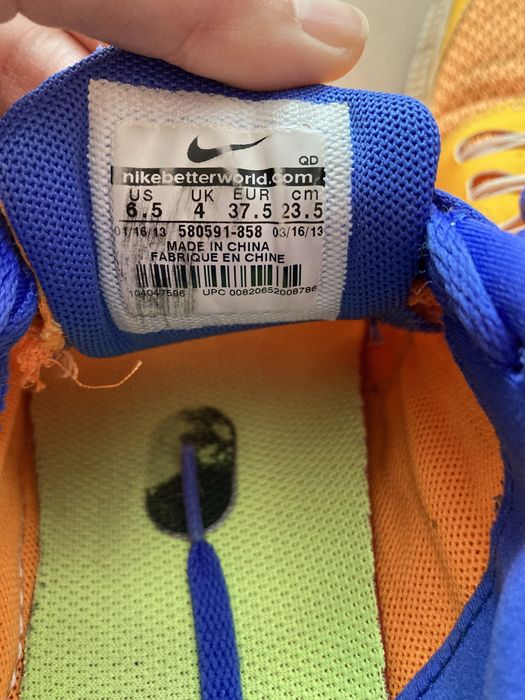 QD
nikebetterworld.com
US UK EUR cm
6.5 4 37.5 23.5
01/16/13 580591-858 03/16/13
MADE IN CHINA
FABRIQUE EN CHINE
104047596 UPC 00820652008786